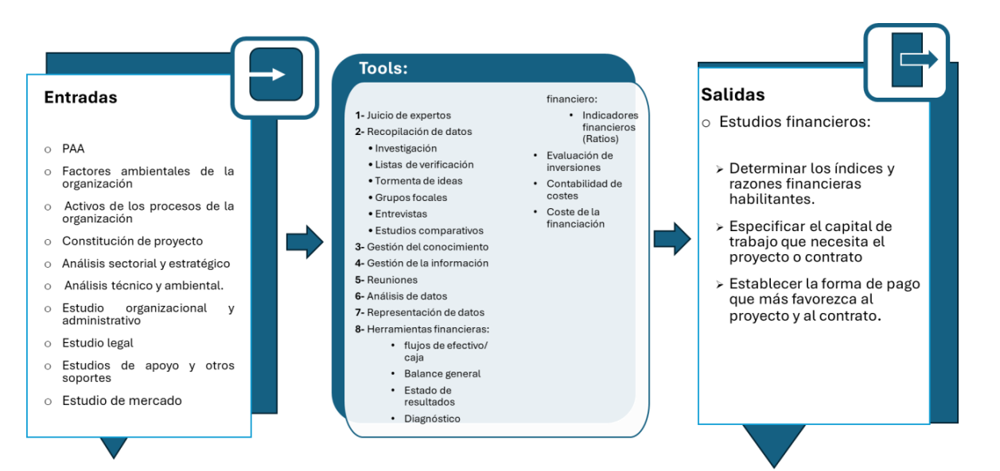 Entradas
o PAA
o Factores ambientales de la
organización
o Activos de los procesos de la
organización
o Constitución de proyecto
o Análisis sectorial y estratégico
o Análisis técnico y ambiental.
o Estudio organizacional y
administrativo
o Estudio legal
o Estudios de apoyo y otros
soportes
o Estudio de mercado
Tools:
1- Juicio de expertos
2- Recopilación de datos
• Investigación
• Listas de verificación
• Tormenta de ideas
• Grupos focales
• Entrevistas
• Estudios comparativos
3- Gestión del conocimiento
4- Gestión de la información
5- Reuniones
6- Análisis de datos
7- Representación de datos
8- Herramientas financieras:
• flujos de efectivo/
caja
• Balance general
• Estado de
resultados
• Diagnóstico
financiero:
• Indicadores
financieros
(Ratios)
• Evaluación de
inversiones
• Contabilidad de
costes
• Coste de la
financiación
Salidas
o Estudios financieros:
➢ Determinar los índices y
razones financieras
habilitantes.
➢ Especificar el capital de
trabajo que necesita el
proyecto o contrato
➢ Establecer la forma de pago
que más favorezca al
proyecto y al contrato.